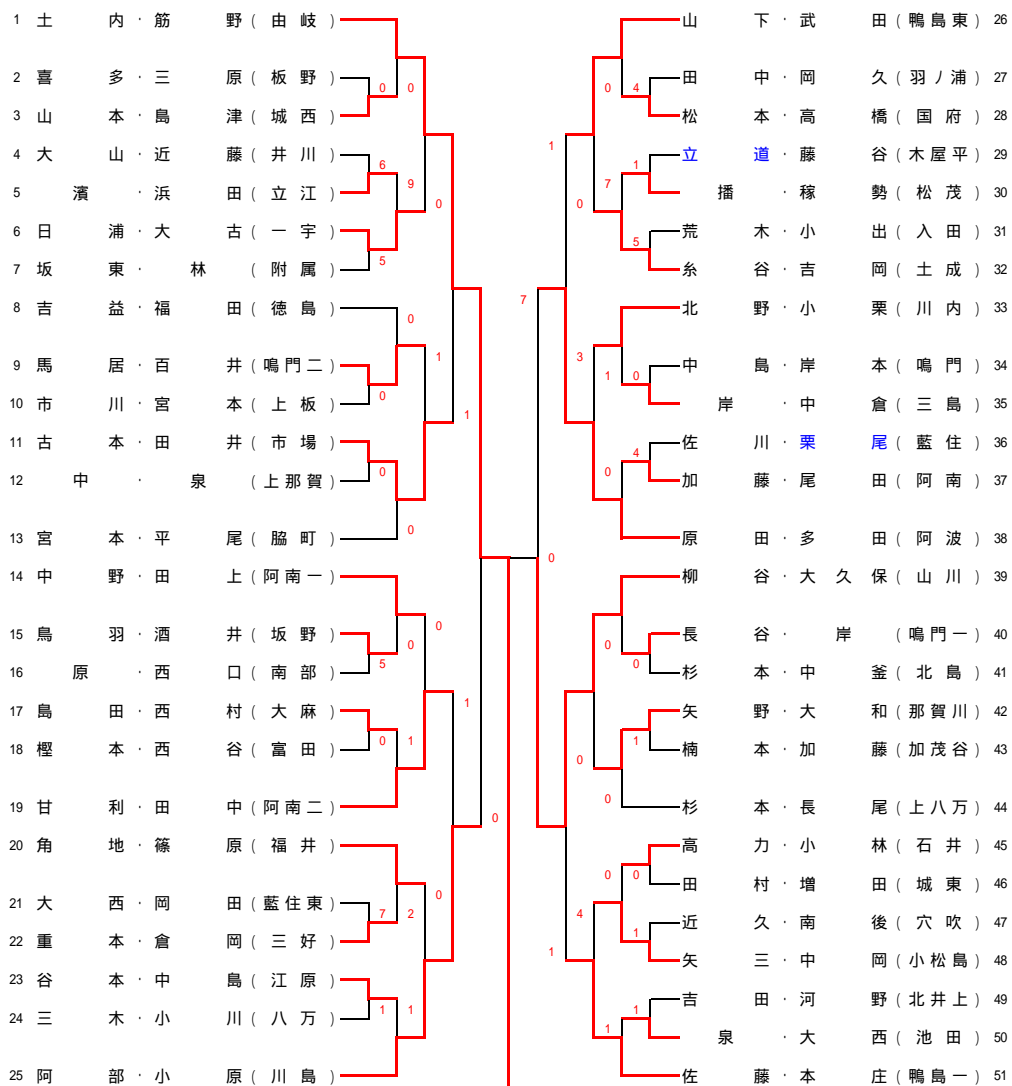 1 土内・筋野(由岐)
2 喜多・三原(板野)
3 山本・島津(城西)
4 大山・近藤(井川)
5 濱・浜田(立江)
6 日浦・大古(一宇)
7 坂東・林(附属)
8 吉益・福田(徳島)
9 馬居・百井(鳴門二)
10 市川・宮本(上板)
11 古本・田井(市場)
12 中・泉(上那賀)
13 宮本・平尾(脇町)
14 中野・田上(阿南一)
15 鳥羽・酒井(坂野)
16 原・西口(南部)
17 島田・西村(大麻)
18 樫本・西谷(富田)
19 甘利・田中(阿南二)
20 角地・篠原(福井)
21 大西・岡田(藍住東)
22 重本・倉岡(三好)
23 谷本・中島(江原)
24 三木・小川(八万)
25 阿部・小原(川島)
0
0
6
9
5
0
0
1
0
0
0
1
0
5
0
0
1
1
7
2
0
1
1
0
山下・武田(鴨島東) 26
田中・岡久(羽ノ浦) 27
松本・高橋(国府) 28
立道・藤谷(木屋平) 29
播・稼勢(松茂) 30
荒木・小出(入田) 31
糸谷・吉岡(土成) 32
北野・小栗(川内) 33
中島・岸本(鳴門) 34
岸・中倉(三島) 35
佐川・栗尾(藍住) 36
加藤・尾田(阿南) 37
原田・多田(阿波) 38
柳谷・大久保(山川) 39
長谷・岸(鳴門一) 40
杉本・中釜(北島) 41
矢野・大和(那賀川) 42
楠本・加藤(加茂谷) 43
杉本・長尾(上八万) 44
高力・小林(石井) 45
田村・増田(城東) 46
近久・南後(穴吹) 47
矢三・中岡(小松島) 48
吉田・河野(北井上) 49
泉・大西(池田) 50
佐藤・本庄(鴨島一) 51
0
4
1
1
7
0
5
7
3
1
0
4
0
0
0
0
1
0
0
0
0
4
1
1
1
1